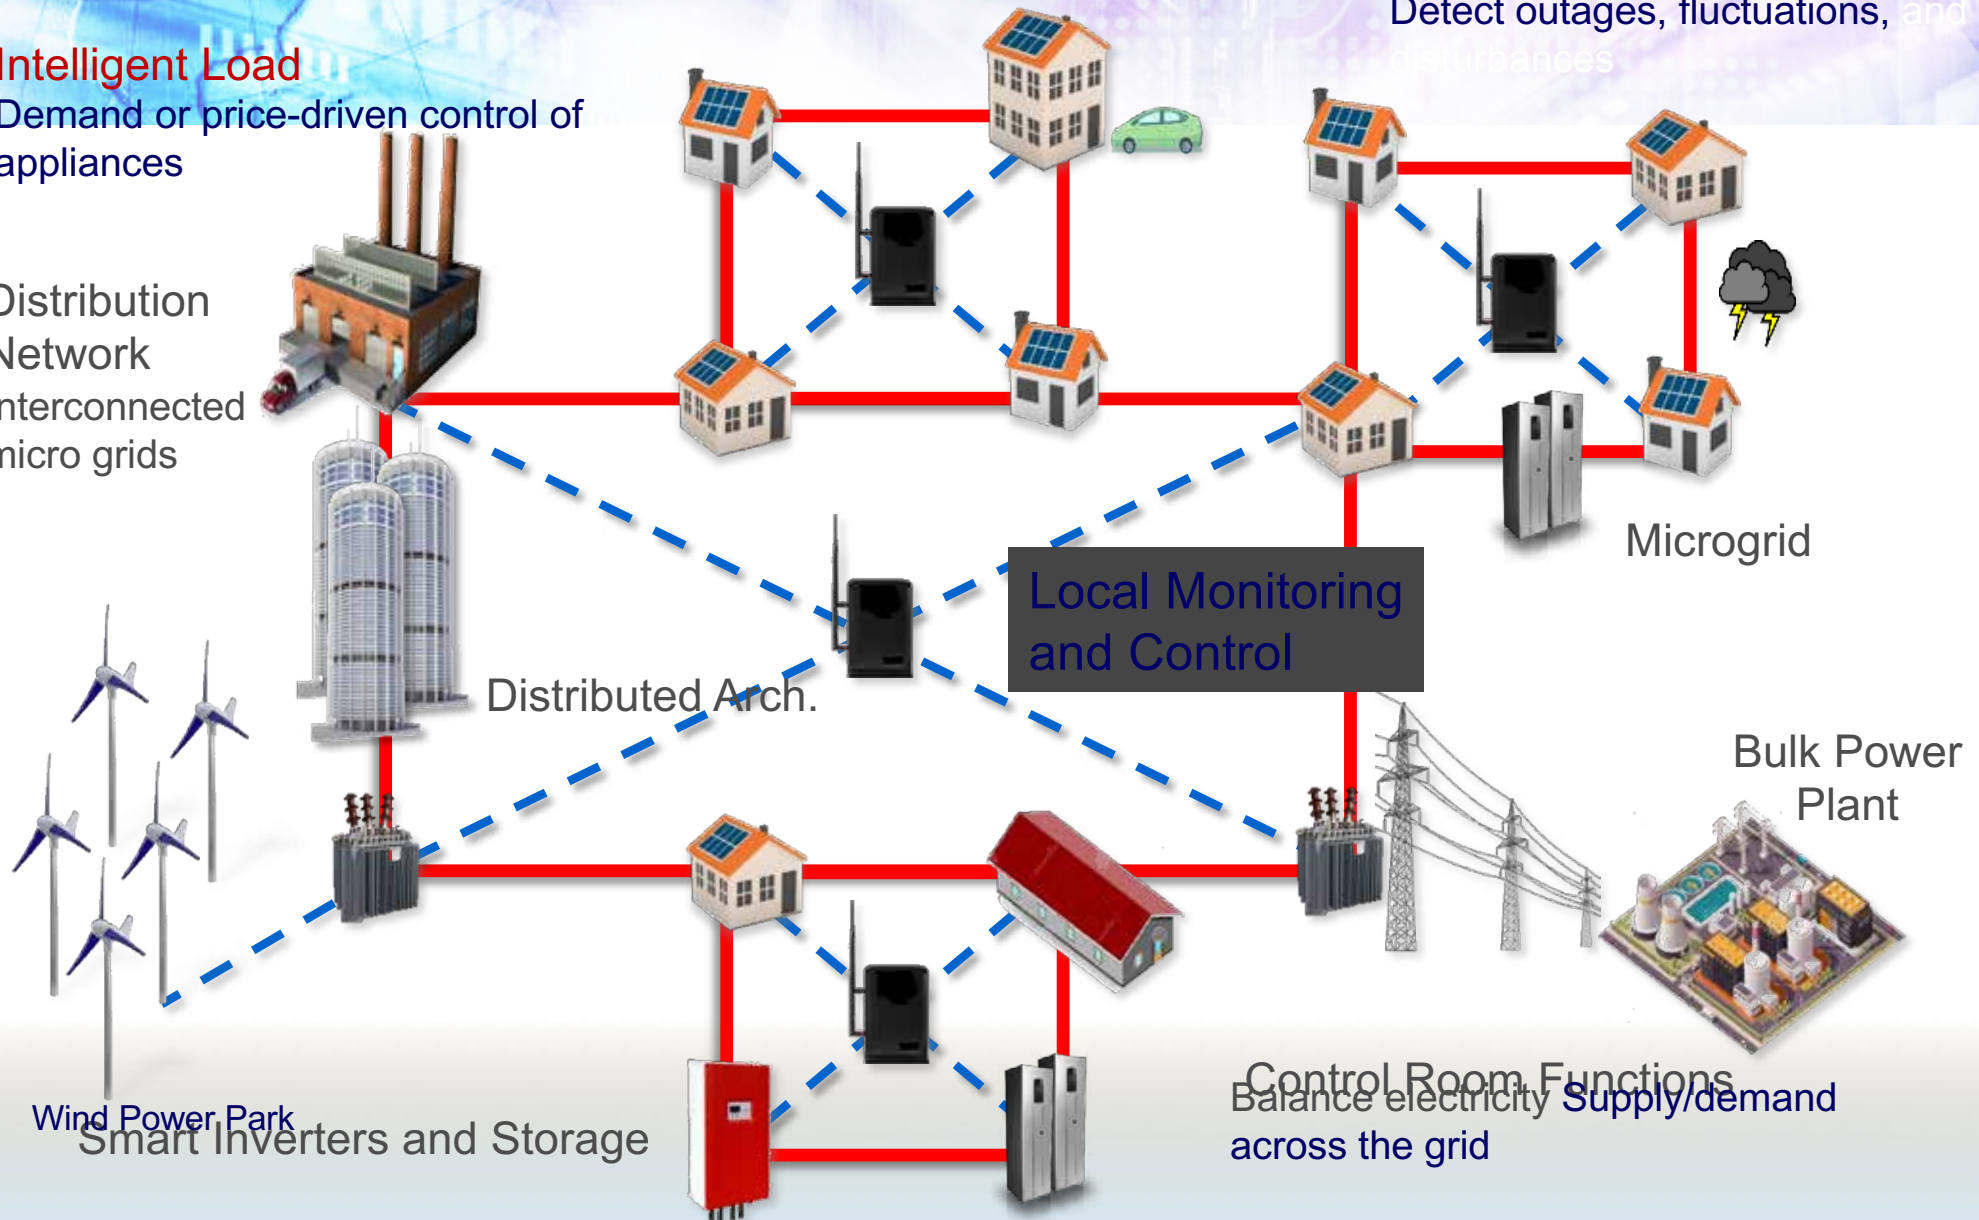 Detect outages, fluctuations, and
disturbances
Intelligent Load
Demand or price-driven control of
appliances
Distribution
Network
interconnected
micro grids
Microgrid
Local Monitoring
and Control
Distributed Arch.
Bulk Power
Plant
Wind Power Park
Smart Inverters and Storage
Control Room Functions
Balance electricity Supply/demand
across the grid